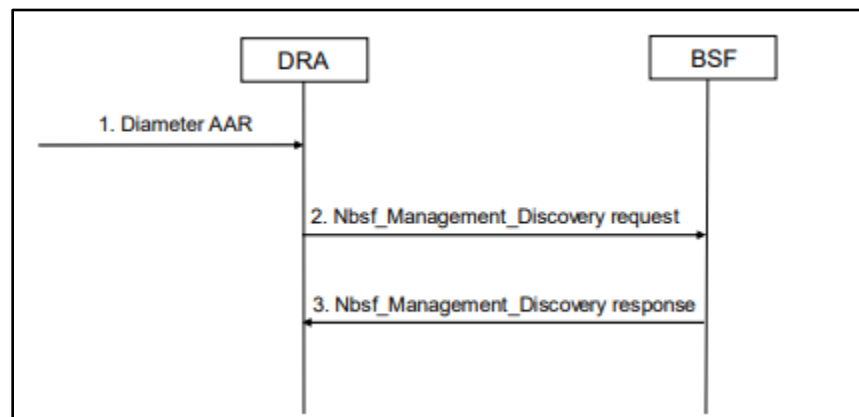 DRA
BSF
1. Diameter AAR
2. Nbsf_Management_Discovery request
3. Nbsf_Management_Discovery response